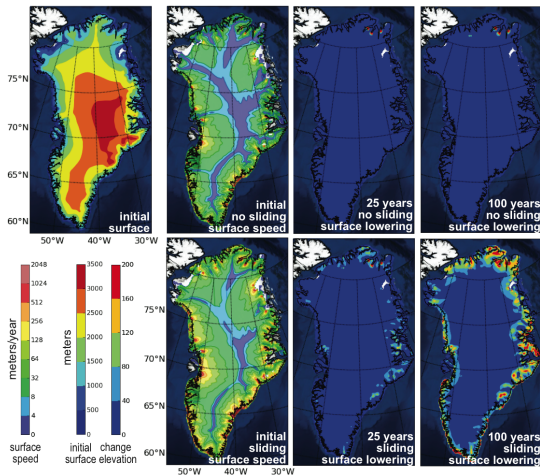 75°N
70°N
65°N
60°N
50°W 40°W 30°W
initial
surface
initial
no sliding
surface speed
25 years
no sliding
surface lowering
100 years
no sliding
surface lowering
meters/year
2048
1024
512
256
128
64
32
16
8
4
0
surface
speed
meters
3500
3000
2500
2000
1500
1000
500
0
initial
surface
200
160
120
80
40
0
change
elevation
75°N
70°N
65°N
60°N
50°W 40°W 30°W
initial
sliding
surface speed
25 years
sliding
surface lowering
100 years
sliding
surface lowering